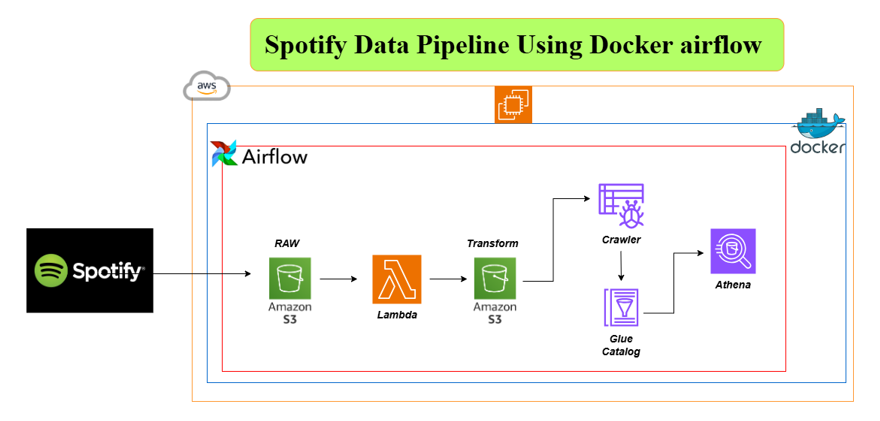 Spotify Data Pipeline Using Docker airflow
aws
docker
Airflow
Spotify®
RAW
Amazon
S3
Lambda
Transform
Amazon
S3
Crawler
Glue
Catalog
Athena